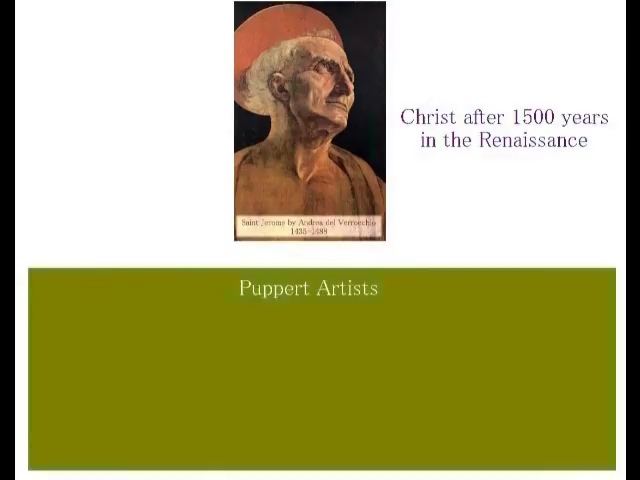 Christ after 1500 years
in the Renaissance
Saint Jerome by Andrea del Verrocchio
1435-1488
Puppert Artists